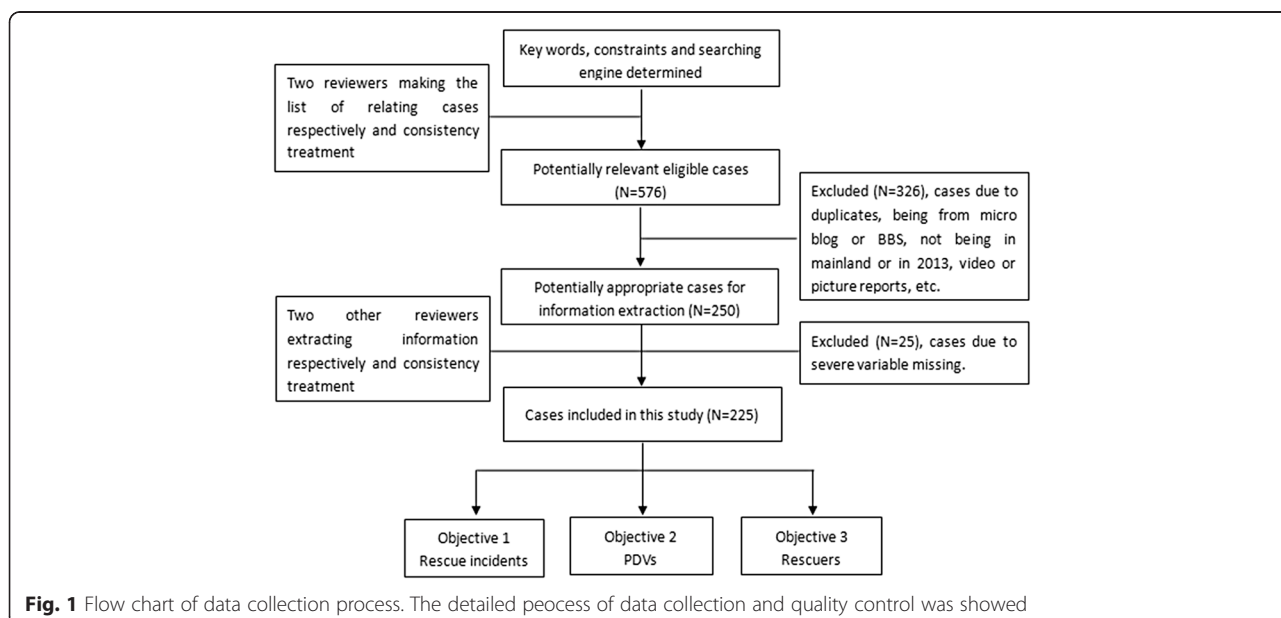 Key words, constraints and searching
engine determined
Two reviewers making the
list of relating cases
respectively and consistency
treatment
Potentially relevant eligible cases
(N=576)
Excluded (N=326), cases due to
duplicates, being from micro
blog or BBS, not being in
mainland or in 2013, video or
picture reports, etc.
Potentially appropriate cases for
information extraction (N=250)
Two other reviewers
extracting information
respectively and consistency
treatment
Excluded (N=25), cases due to
severe variable missing.
Cases included in this study (N=225)
Objective 1
Rescue incidents
Objective 2
PDVs
Objective 3
Rescuers
Fig. 1 Flow chart of data collection process. The detailed peocess of data collection and quality control was showed